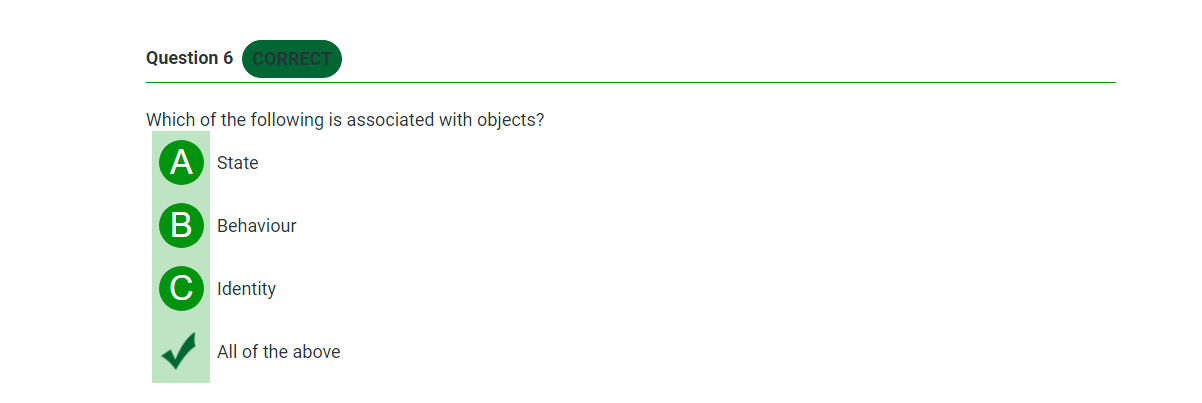 Question 6 CORRECT
Which of the following is associated with objects?
A State
B Behaviour
C Identity
All of the above